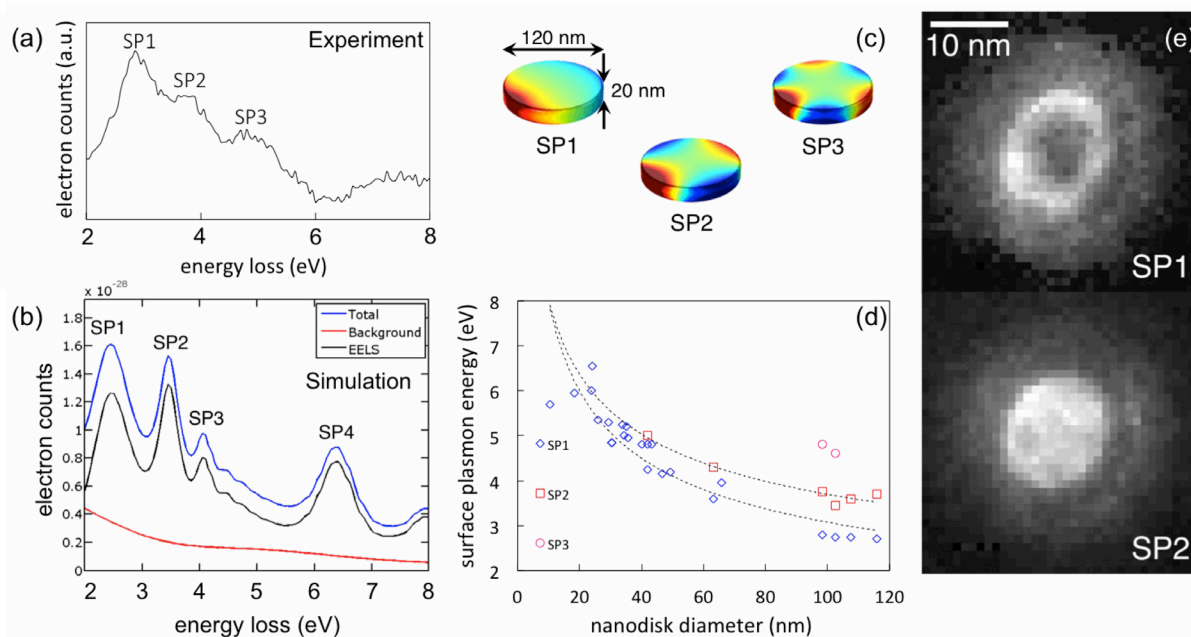 (a)
SP1
SP2
SP3
Experiment
electron counts (a.u.)
2 4 6 8
energy loss (eV)
120 nm
(c)
20 nm
SP1
SP3
SP2
(e)
10 nm
SP1
SP2
(b)
x 10⁻²⁸
1.8
1.6
1.4
1.2
1
0.8
0.6
0.4
0.2
0
SP1
SP2
SP3
SP4
Total
Background
EELS
Simulation
electron counts
2 3 4 5 6 7 8
energy loss (eV)
(d)
8
7
6
5
4
3
2
surface plasmon energy (eV)
SP1
SP2
SP3
0 20 40 60 80 100 120
nanodisk diameter (nm)